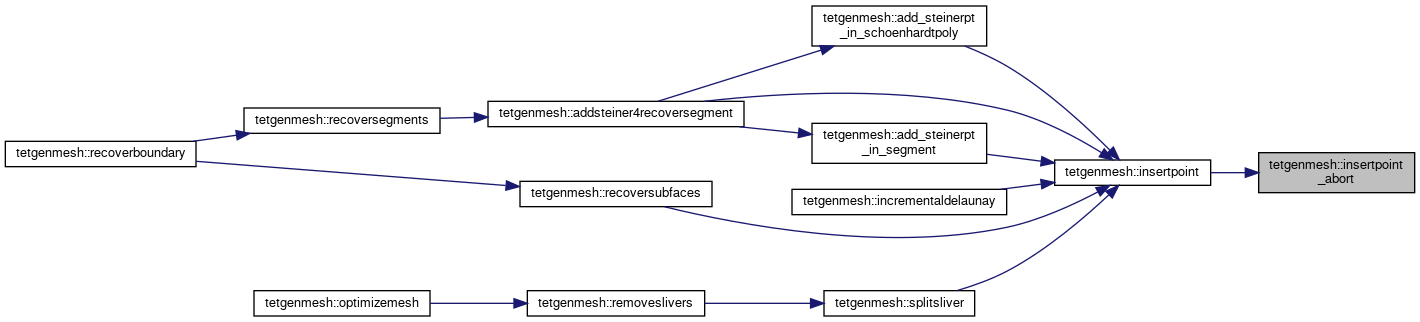 tetgenmesh::add_steinerpt
_in_schoenhardtpoly
tetgenmesh::addsteiner4recoversegment
tetgenmesh::recoversegments
tetgenmesh::recoverboundary
tetgenmesh::add_steinerpt
_in_segment
tetgenmesh::insertpoint
tetgenmesh::insertpoint
_abort
tetgenmesh::recoversubfaces
tetgenmesh::incrementaldelaunay
tetgenmesh::optimizemesh
tetgenmesh::removeslivers
tetgenmesh::splitsliver